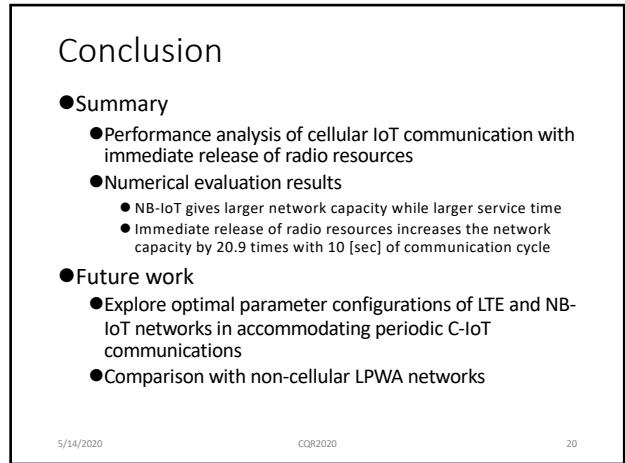 Conclusion
●Summary
●Performance analysis of cellular IoT communication with
immediate release of radio resources
●Numerical evaluation results
● NB-IoT gives larger network capacity while larger service time
● Immediate release of radio resources increases the network
capacity by 20.9 times with 10 [sec] of communication cycle
●Future work
●Explore optimal parameter configurations of LTE and NB-
IoT networks in accommodating periodic C-IoT
communications
●Comparison with non-cellular LPWA networks
5/14/2020 CQR2020 20